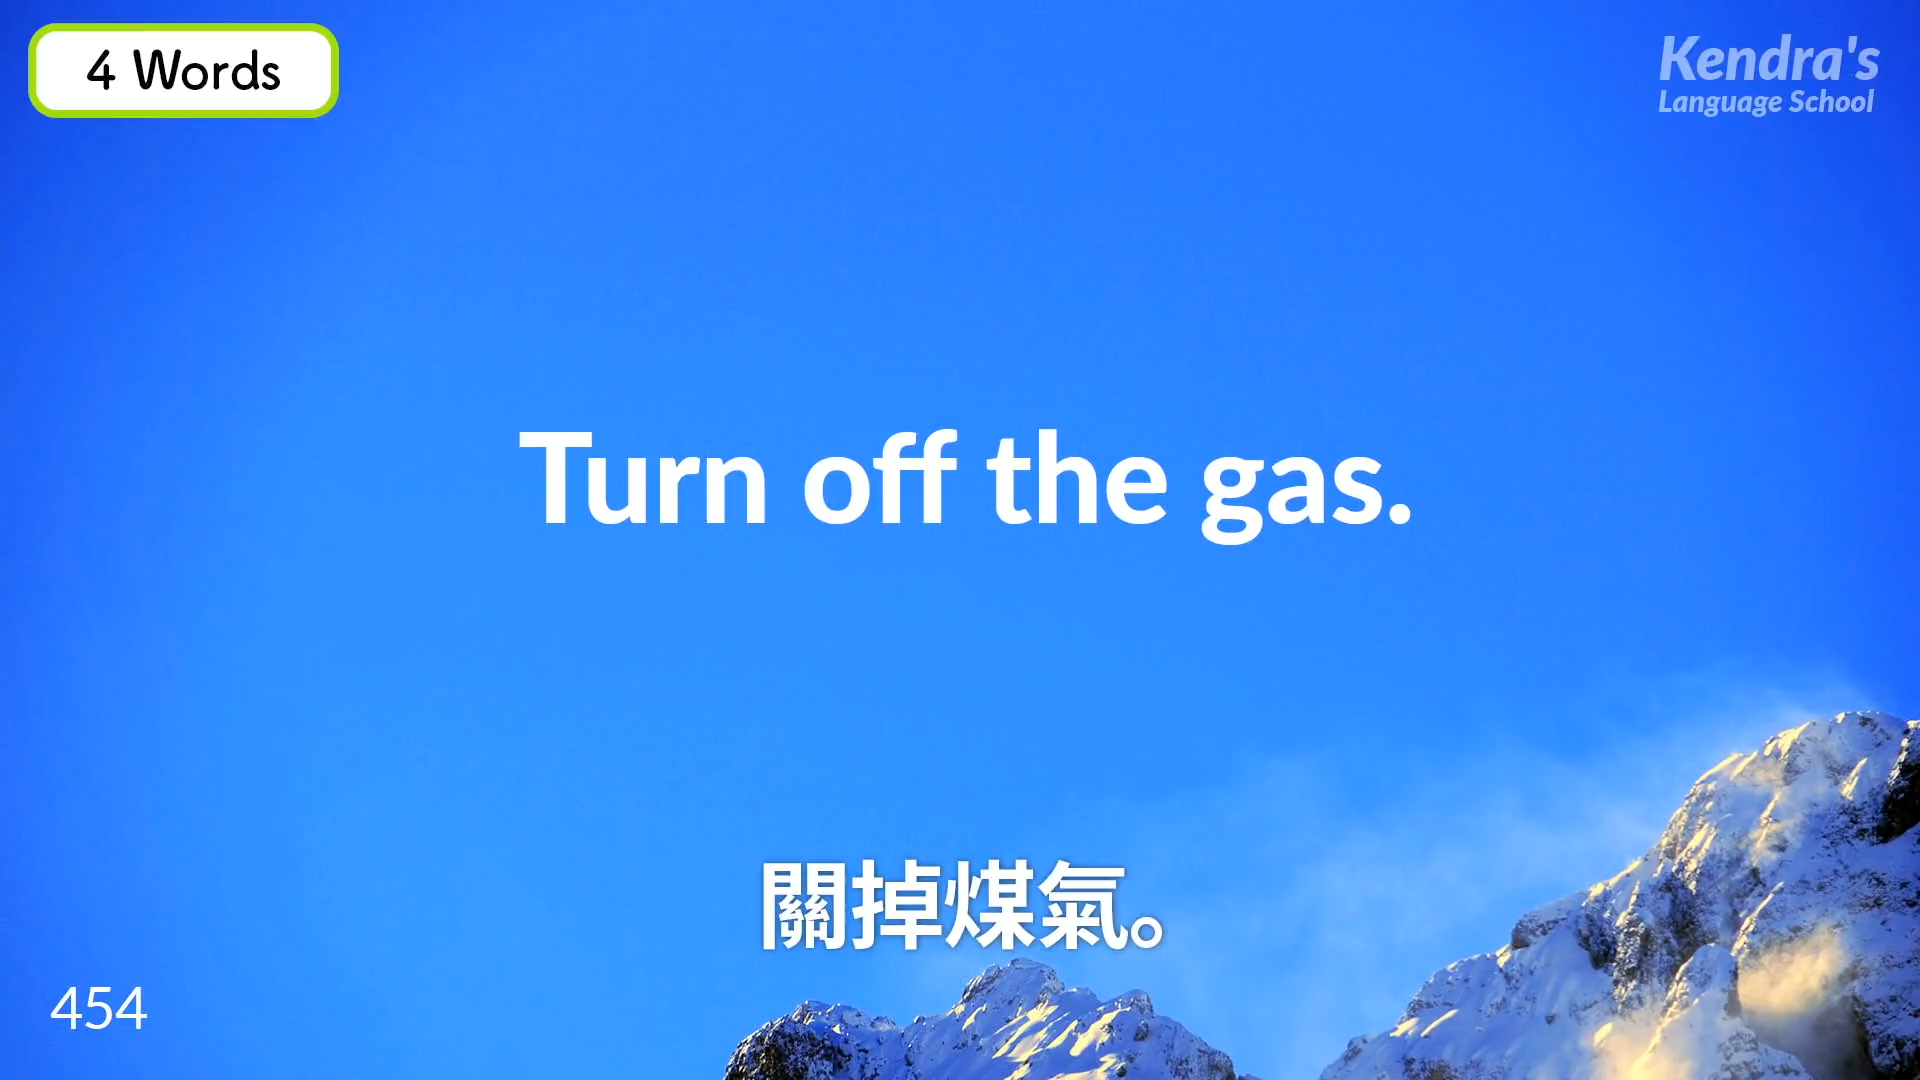 4 Words
Kendra's
Language School
Turn off the gas.
關掉煤氣。
454